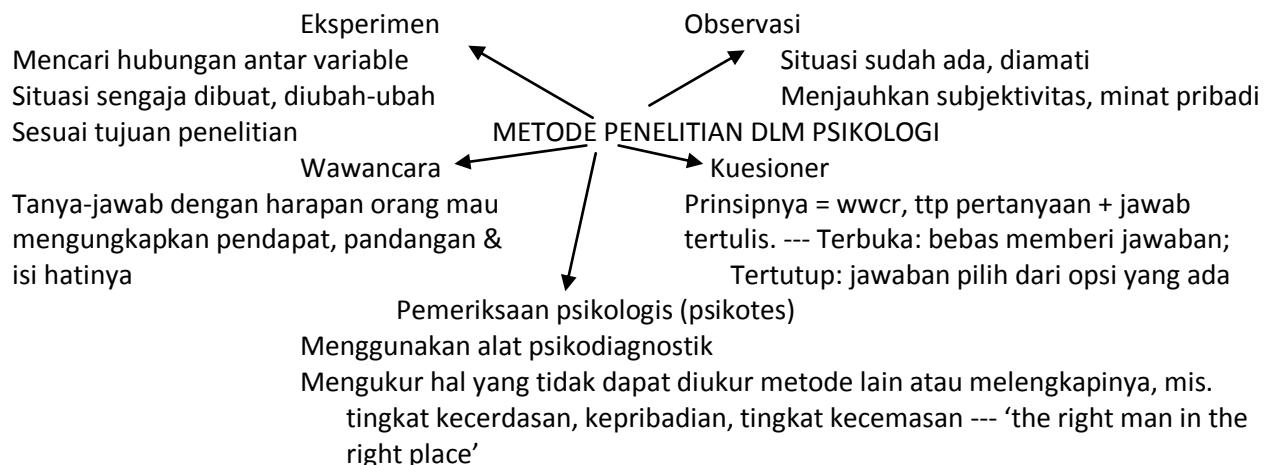 Eksperimen
Observasi
Mencari hubungan antar variable
Situasi sengaja dibuat, diubah-ubah
Sesuai tujuan penelitian
Situasi sudah ada, diamati
Menjauhkan subjektivitas, minat pribadi
METODE PENELITIAN DLM PSIKOLOGI
Wawancara
Tanya-jawab dengan harapan orang mau
mengungkapkan pendapat, pandangan &
isi hatinya
Kuesioner
Prinsipnya = wwcr, ttp pertanyaan + jawab
tertulis. --- Terbuka: bebas memberi jawaban;
Tertutup: jawaban pilih dari opsi yang ada
Pemeriksaan psikologis (psikotes)
Menggunakan alat psikodiagnostik
Mengukur hal yang tidak dapat diukur metode lain atau melengkapinya, mis.
tingkat kecerdasan, kepribadian, tingkat kecemasan --- ‘the right man in the
right place’